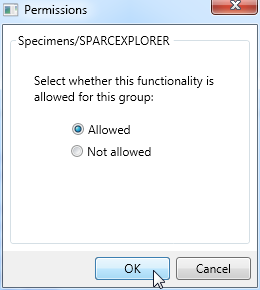 Permissions
Specimens/SPARCEXPLORER
Select whether this functionality is
allowed for this group:
Allowed
Not allowed
OK
Cancel